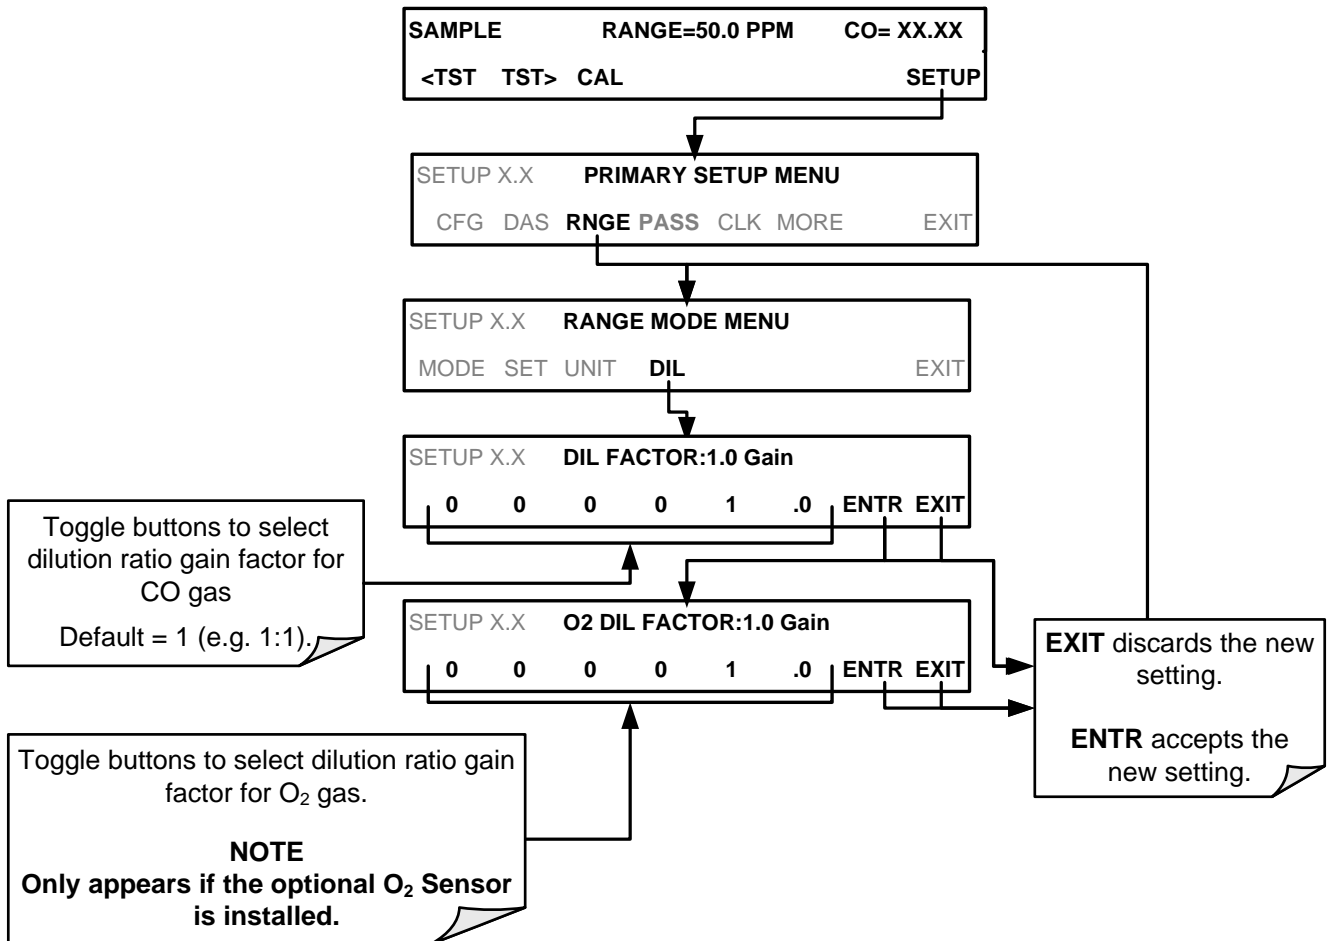 SAMPLE RANGE=50.0 PPM CO= XX.XX
<TST TST> CAL SETUP
SETUP X.X PRIMARY SETUP MENU
CFG DAS RNGE PASS CLK MORE EXIT
SETUP X.X RANGE MODE MENU
MODE SET UNIT DIL EXIT
SETUP X.X DIL FACTOR:1.0 Gain
0 0 0 0 1 .0 ENTR EXIT
Toggle buttons to select
dilution ratio gain factor for
CO gas
Default = 1 (e.g. 1:1).
SETUP X.X O2 DIL FACTOR:1.0 Gain
0 0 0 0 1 .0 ENTR EXIT
EXIT discards the new
setting.
ENTR accepts the
new setting.
Toggle buttons to select dilution ratio gain
factor for O₂ gas.
NOTE
Only appears if the optional O₂ Sensor
is installed.